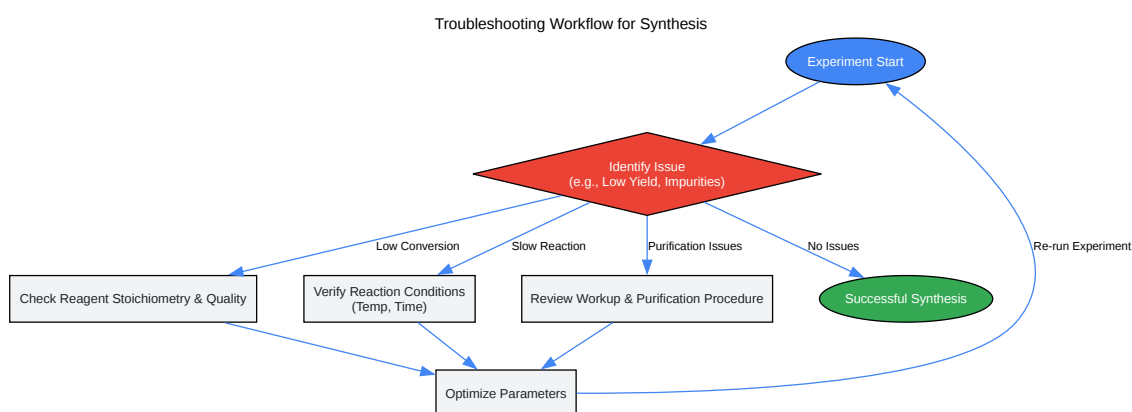 Troubleshooting Workflow for Synthesis
Experiment Start
Identify Issue
(e.g., Low Yield, Impurities)
Low Conversion
Slow Reaction
Purification Issues
No Issues
Re-run Experiment
Check Reagent Stoichiometry & Quality
Verify Reaction Conditions
(Temp, Time)
Review Workup & Purification Procedure
Successful Synthesis
Optimize Parameters